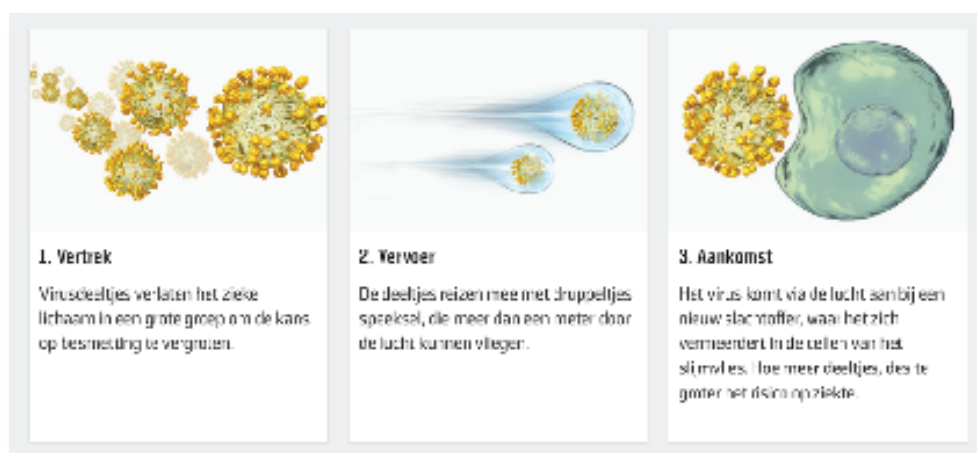 1. Vertrek
Virusdeeltjes verlaten het zieke
lichaam in een grote groep om de kans
op besmetting te vergroten.
2. Vervoer
De deeltjes reizen mee met druppeltjes
speeksel, die meer dan een meter door
de lucht kunnen vliegen.
3. Aankomst
Het virus komt via de lucht aan bij een
nieuw slachtoffer, waar het zich
vermeerdert in de cellen van het
slijmvlies. Hoe meer deeltjes, des te
groter het risico op ziekte.